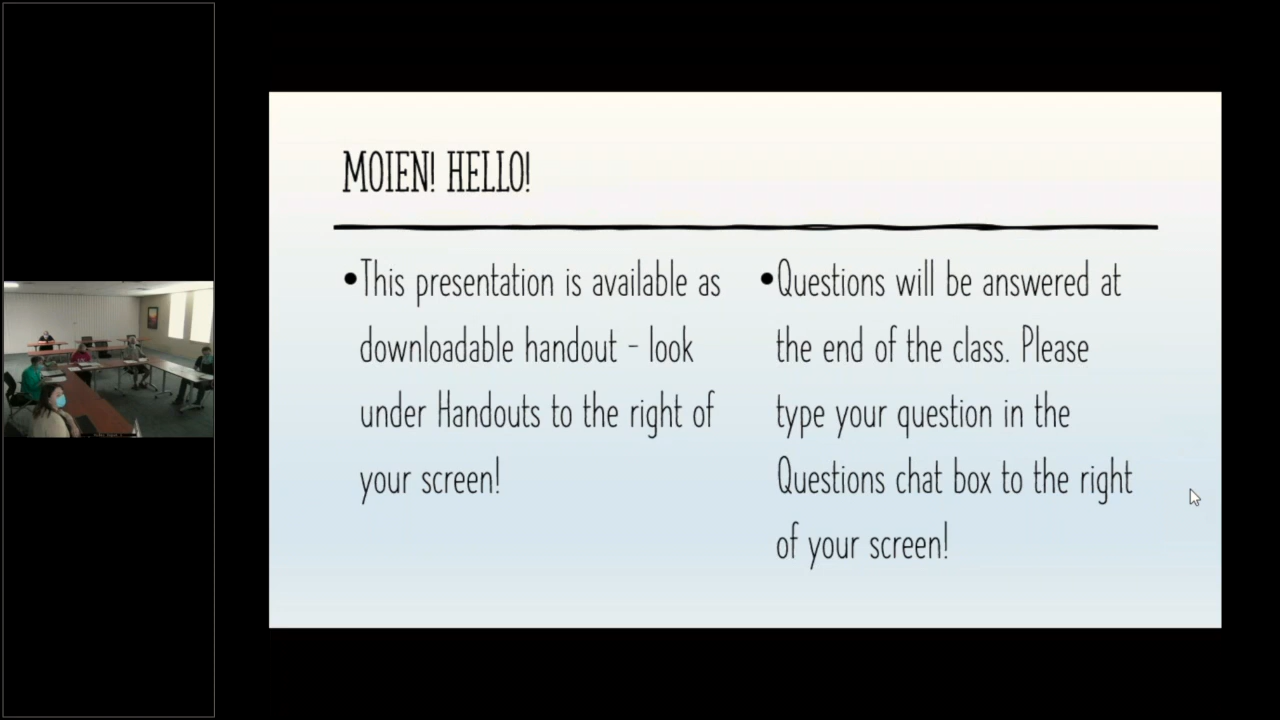 MOIEN! HELLO!
•This presentation is available as
downloadable handout - look
under Handouts to the right of
your screen!
•Questions will be answered at
the end of the class. Please
type your question in the
Questions chat box to the right
of your screen!